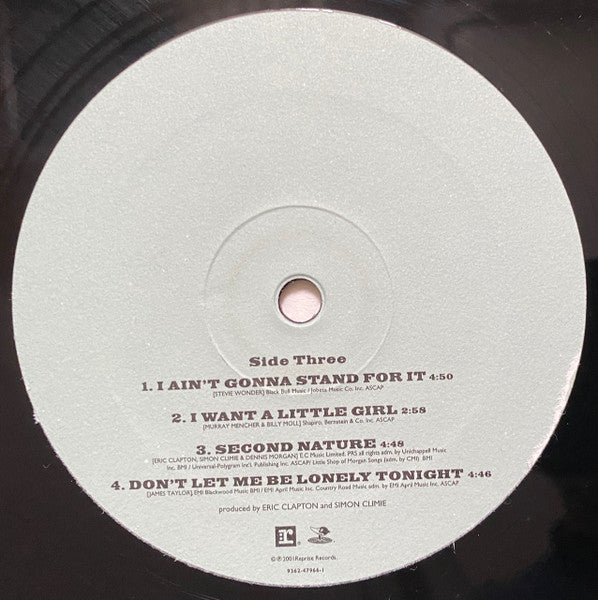 Side Three
1. I AIN'T GONNA STAND FOR IT 4:50
[STEVIE WONDER] Black Bull Music / Jobete Music Co. Inc. ASCAP
2. I WANT A LITTLE GIRL 2:58
[MURRAY MENCHER & BILLY MOLL] Shapiro, Bernstein & Co. Inc. ASCAP
3. SECOND NATURE 4:48
[ERIC CLAPTON, SIMON CLIMIE & DENNIS MORGAN] E.C Music Limited. PRS all rights adm. by Unichappell Music
Inc. BMI / Universal-Polygram Int'l. Publishing Inc. ASCAP/ Little Shop of Morgan Songs (adm. by CMI) BMI
4. DON'T LET ME BE LONELY TONIGHT 4:46
[JAMES TAYLOR] EMI Blackwood Music BMI / EMI April Music Inc. Country Road Music adm. by EMI April Music Inc. ASCAP
produced by ERIC CLAPTON and SIMON CLIMIE
r
© ℗ 2001Reprise Records.
9362-47966-1